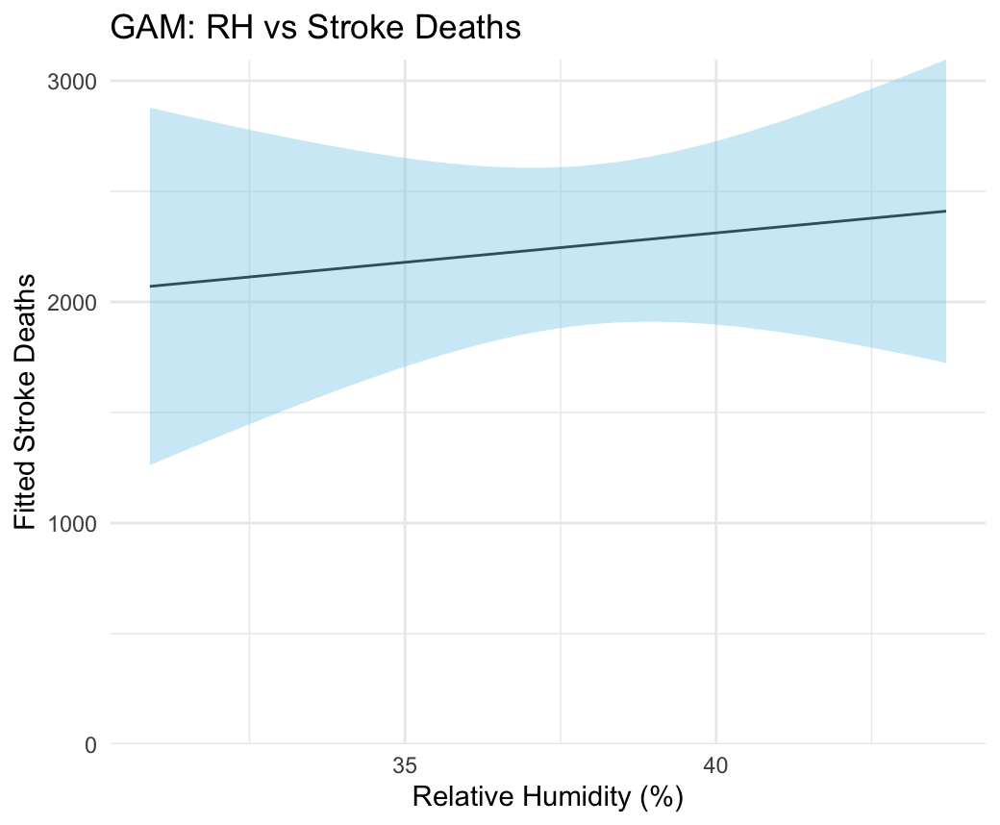 GAM: RH vs Stroke Deaths
3000
2000
1000
0
Fitted Stroke Deaths
35 40
Relative Humidity (%)